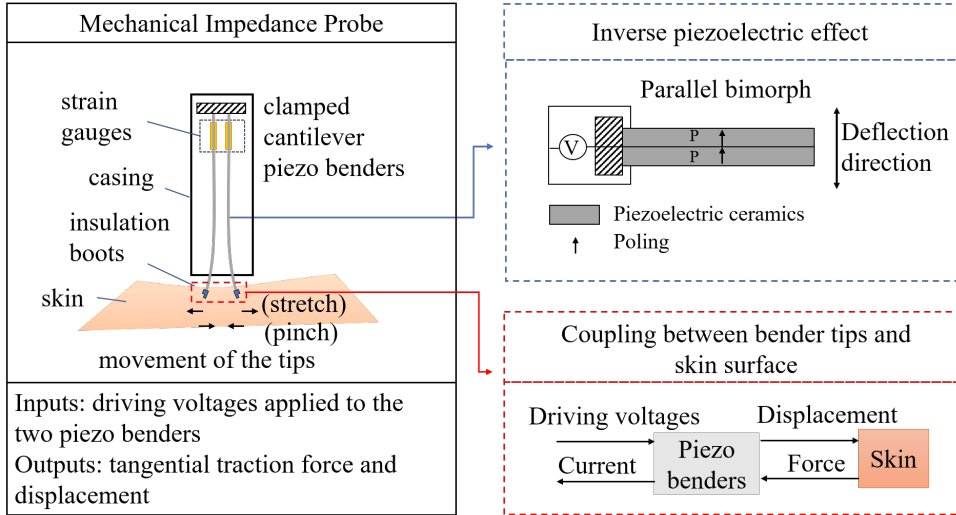 Mechanical Impedance Probe
strain
gauges
clamped
cantilever
piezo benders
casing
insulation
boots
skin
(stretch)
(pinch)
movement of the tips
Inputs: driving voltages applied to the
two piezo benders
Outputs: tangential traction force and
displacement
Inverse piezoelectric effect
Parallel bimorph
V
P
P
Deflection
direction
Piezoelectric ceramics
Poling
Coupling between bender tips and
skin surface
Driving voltages
Current
Piezo
benders
Displacement
Force
Skin